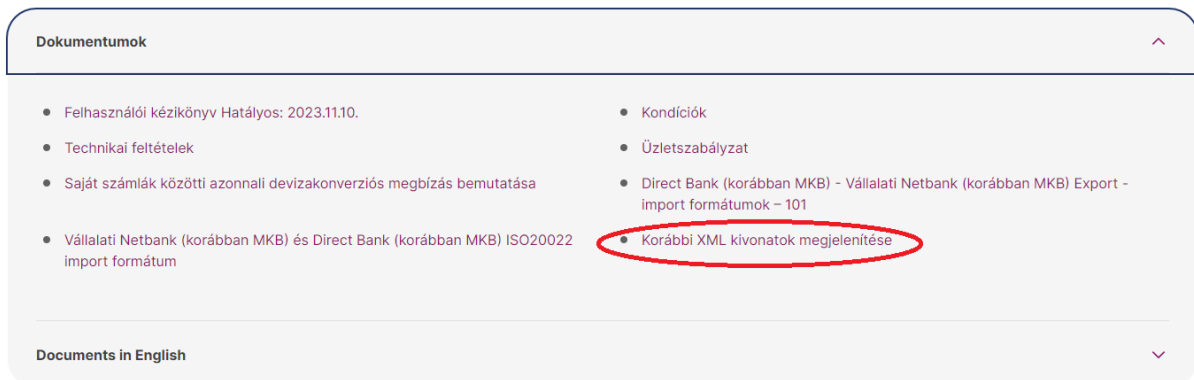 Dokumentumok
Felhasználói kézikönyv Hatályos: 2023.11.10.
Kondíciók
Technikai feltételek
Üzletszabályzat
Saját számlák közötti azonnali devizakonverziós megbízás bemutatása
Direct Bank (korábban MKB) - Vállalati Netbank (korábban MKB) Export -
import formátumok – 101
Vállalati Netbank (korábban MKB) és Direct Bank (korábban MKB) ISO20022
import formátum
Korábbi XML kivonatok megjelenítése
Documents in English